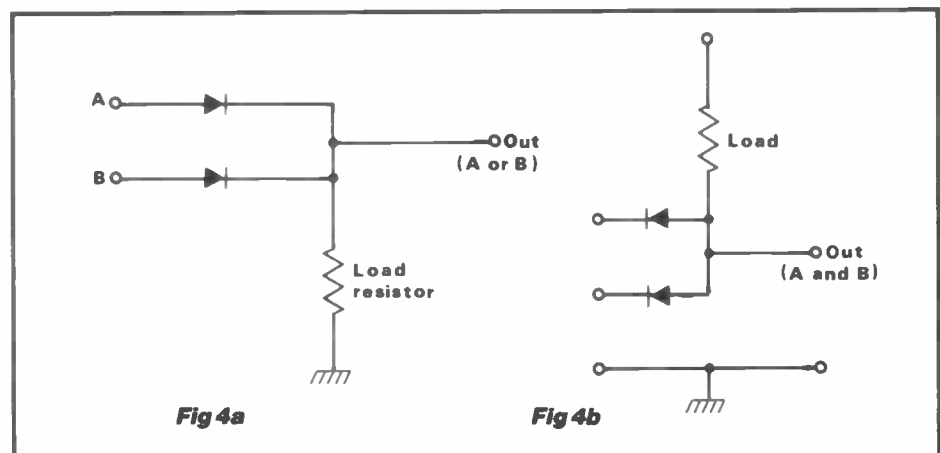 A
B
Out
(A or B)
Load
resistor
Fig 4a
Load
Out
(A and B)
Fig 4b